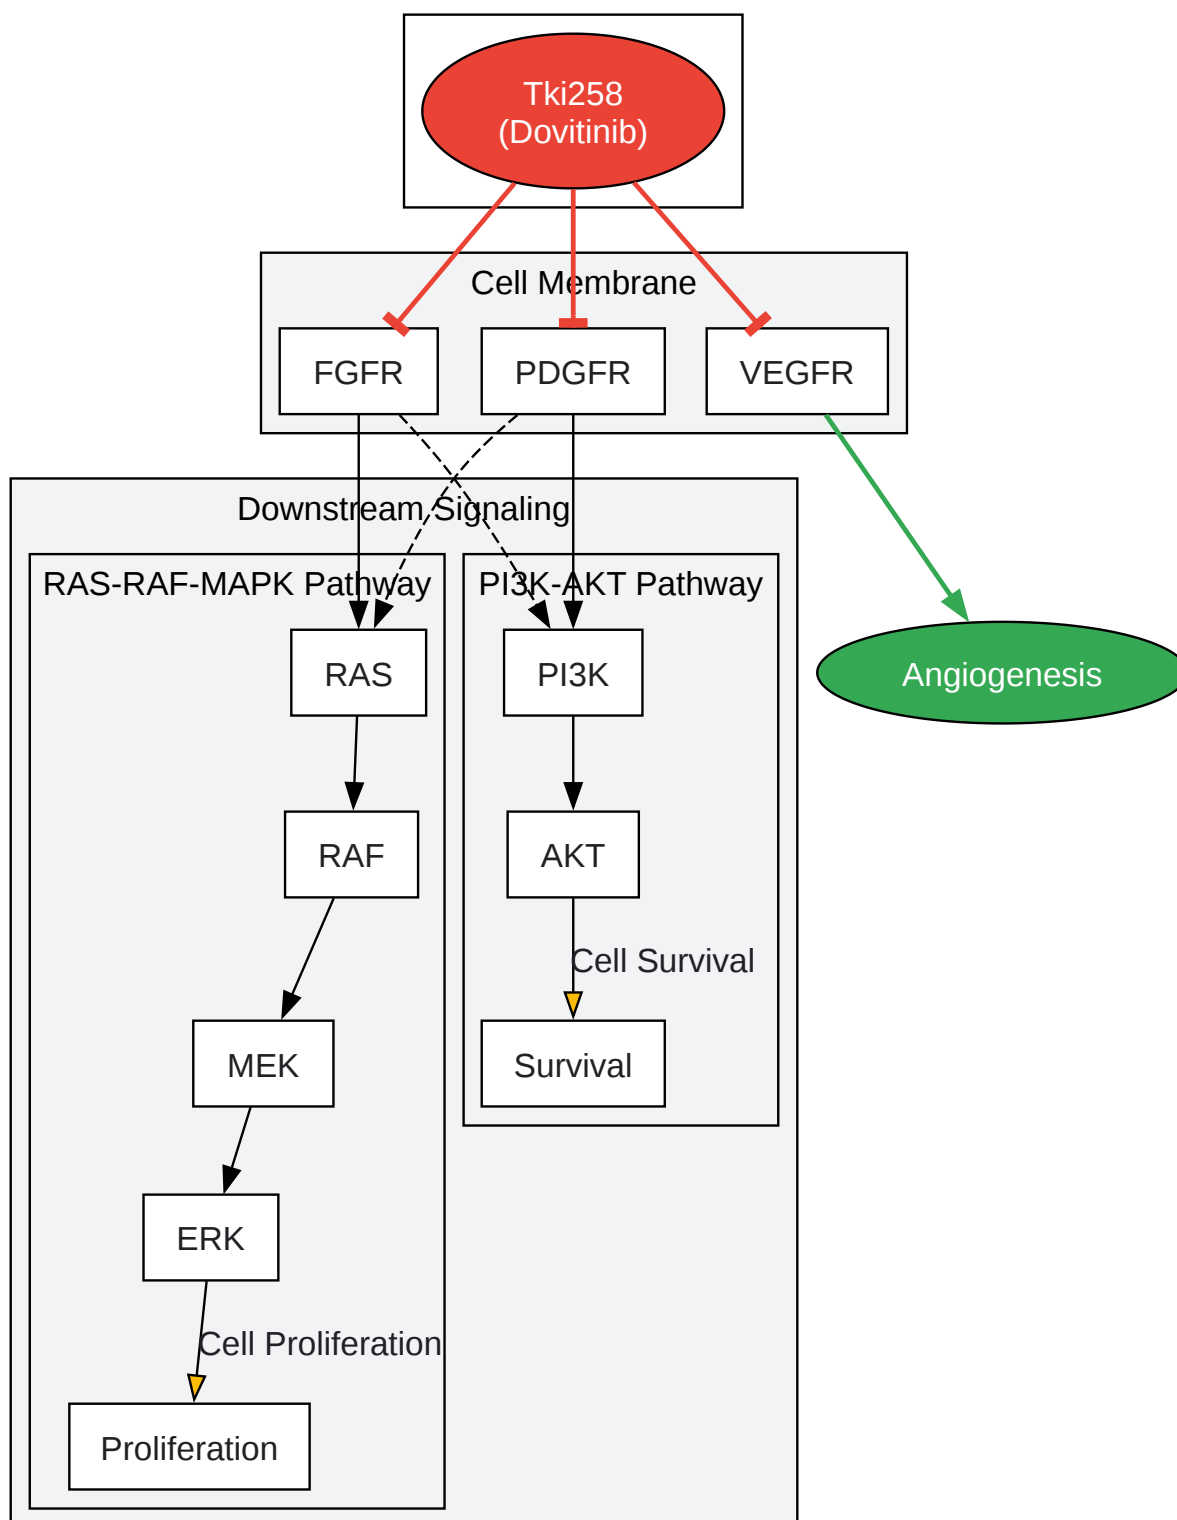 Tki258
(Dovitinib)
Cell Membrane
FGFR
PDGFR
VEGFR
Downstream Signaling
RAS-RAF-MAPK Pathway
PI3K-AKT Pathway
RAS
PI3K
Angiogenesis
RAF
AKT
Cell Survival
MEK
Survival
ERK
Cell Proliferation
Proliferation